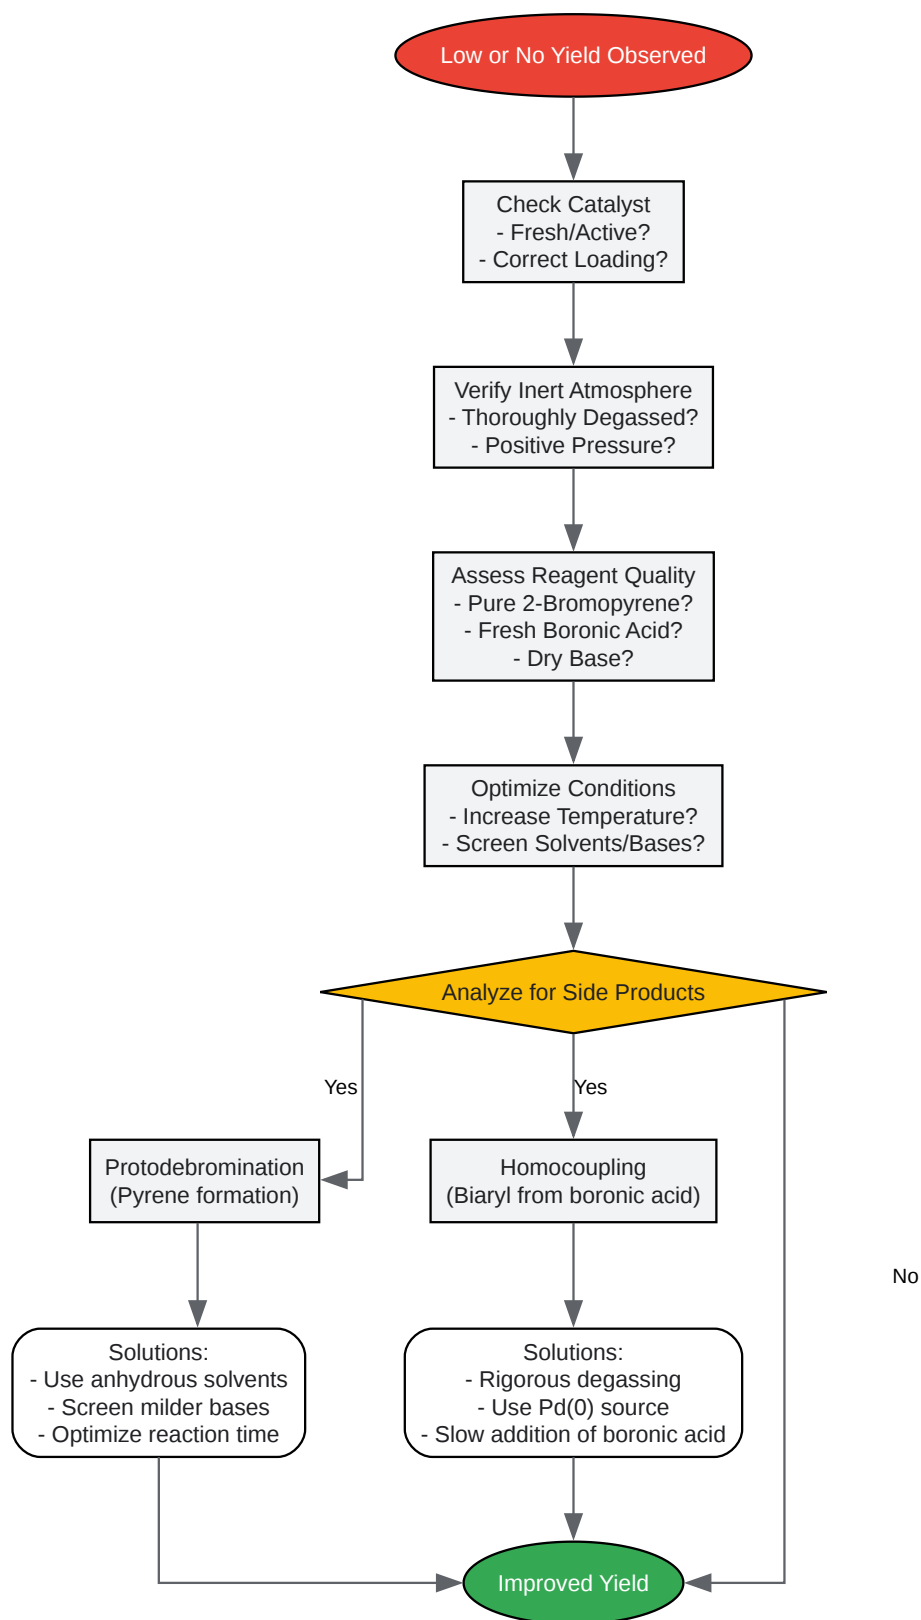 Low or No Yield Observed
Check Catalyst
- Fresh/Active?
- Correct Loading?
Verify Inert Atmosphere
- Thoroughly Degassed?
- Positive Pressure?
Assess Reagent Quality
- Pure 2-Bromopyrene?
- Fresh Boronic Acid?
- Dry Base?
Optimize Conditions
- Increase Temperature?
- Screen Solvents/Bases?
Analyze for Side Products
Yes
Yes
Protodebromination
(Pyrene formation)
Homocoupling
(Biaryl from boronic acid)
No
Solutions:
- Use anhydrous solvents
- Screen milder bases
- Optimize reaction time
Solutions:
- Rigorous degassing
- Use Pd(0) source
- Slow addition of boronic acid
Improved Yield